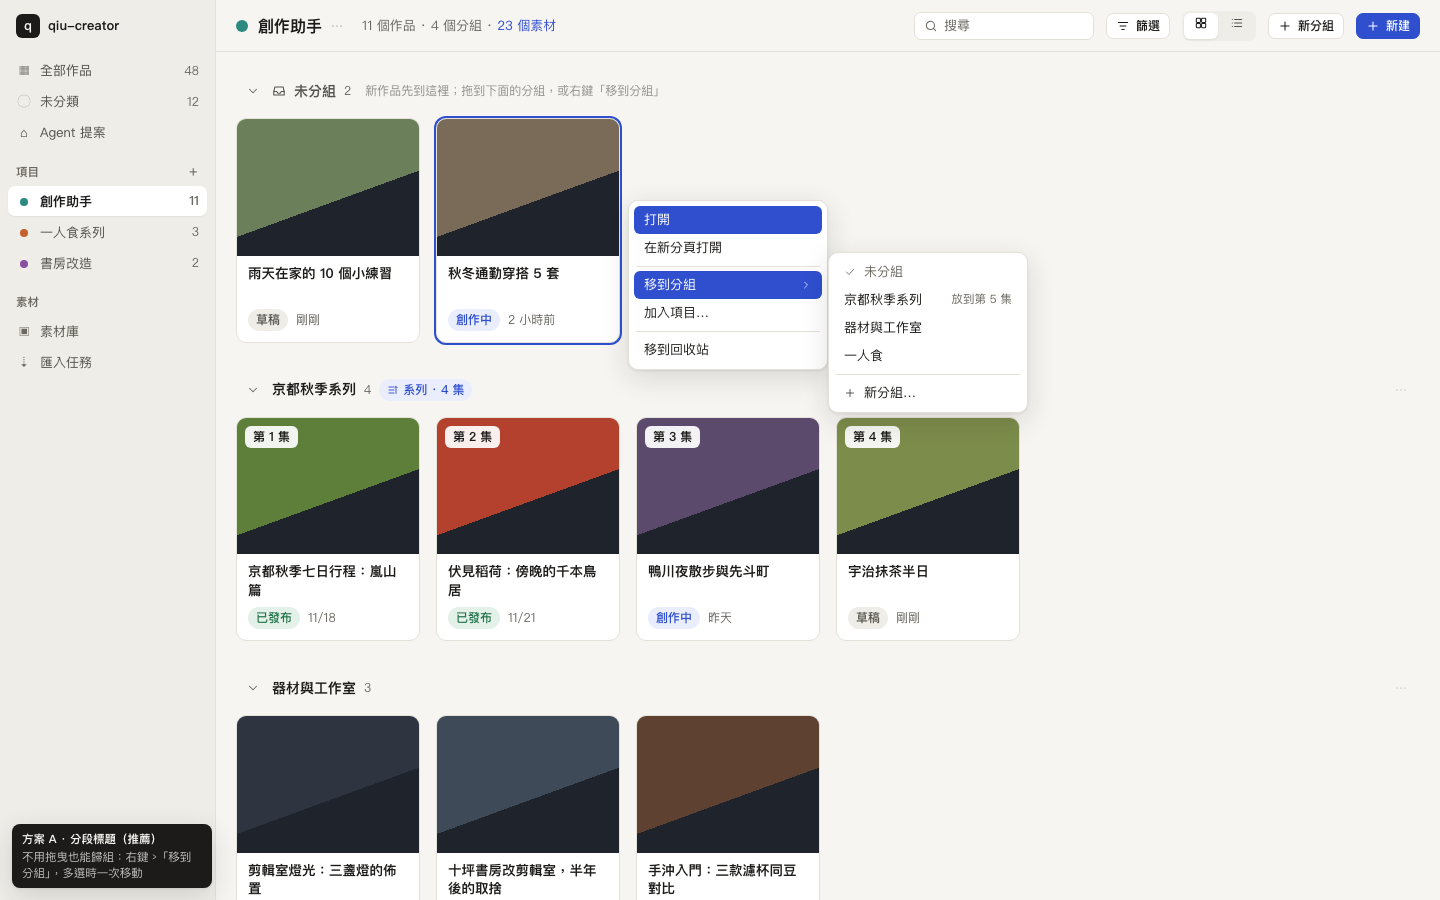 q qiu-creator
全部作品 48
未分類 12
Agent 提案
項目 +
創作助手 11
一人食系列 3
書房改造 2
素材
素材庫
匯入任務
方案 A · 分段標題（推薦）
不用拖曳也能歸組：右鍵 >「移到
分組」，多選時一次移動
創作助手 ··· 11 個作品 · 4 個分組 · 23 個素材
搜尋
篩選
+ 新分組
+ 新建
未分組 2 新作品先到這裡；拖到下面的分組，或右鍵「移到分組」
雨天在家的 10 個小練習
草稿 剛剛
秋冬通勤穿搭 5 套
創作中 2 小時前
打開
在新分頁打開
移到分組
加入項目...
移到回收站
未分組
京都秋季系列 放到第 5 集
器材與工作室
一人食
+ 新分組...
京都秋季系列 4 系列 · 4 集 ···
第 1 集
京都秋季七日行程：嵐山
篇
已發布 11/18
第 2 集
伏見稻荷：傍晚的千本鳥
居
已發布 11/21
第 3 集
鴨川夜散步與先斗町
創作中 昨天
第 4 集
宇治抹茶半日
草稿 剛剛
器材與工作室 3 ···
剪輯室燈光：三盞燈的佈
置
十坪書房改剪輯室，半年
後的取捨
手沖入門：三款濾杯同豆
對比